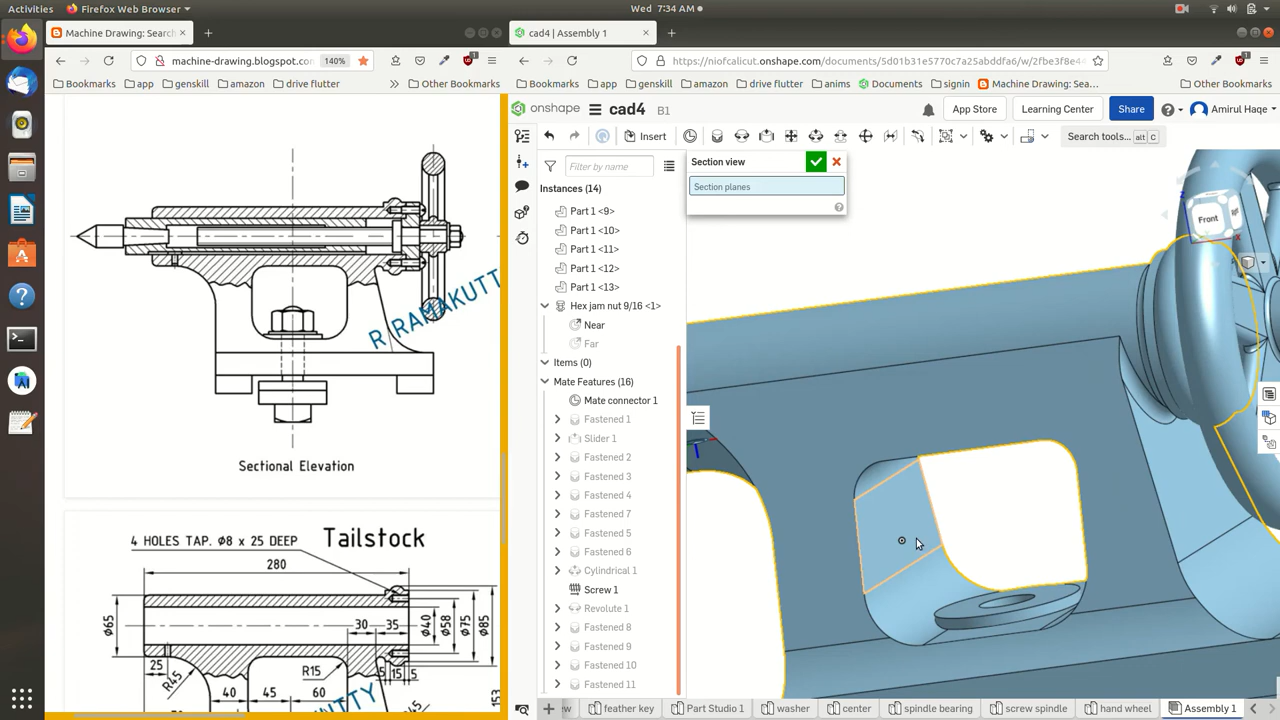 Activities
Firefox Web Browser
Wed 7:34 AM
Machine Drawing: Search
cad4 | Assembly 1
machine-drawing.blogspot.co
140%
https://niofcalicut.onshape.com/documents/5d01b31e5770c7a25abddfa6/w/2fbe3f8e4
Bookmarks
app
genskill
amazon
drive flutter
Other Bookmarks
Bookmarks
app
genskill
amazon
drive flutter
anims
Documents
signin
Machine Drawing: Sea...
Other Bookmarks
onshape
cad4
B1
App Store
Learning Center
Share
Amirul Haqe
Insert
Search tools...
alt C
Filter by name
Section view
Section planes
Instances (14)
Part 1 <9>
Part 1 <10>
Part 1 <11>
Part 1 <12>
Part 1 <13>
Hex jam nut 9/16 <1>
Near
Far
Items (0)
Mate Features (16)
Mate connector 1
Fastened 1
Slider 1
Fastened 2
Fastened 3
Fastened 4
Fastened 7
Fastened 5
Fastened 6
Cylindrical 1
Screw 1
Revolute 1
Fastened 8
Fastened 9
Fastened 10
Fastened 11
Front
Z
X
R RAMAKUTT
Sectional Elevation
4 HOLES TAP. ø8 x 25 DEEP
Tailstock
280
ø65
30
35
ø40
ø58
ø75
ø85
25
R45
R15
5
15
5
40
45
60
153
feather key
Part Studio 1
washer
center
spindle bearing
screw spindle
hand wheel
Assembly 1